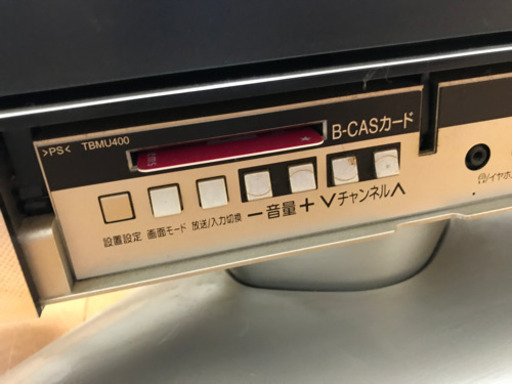 >PS< TBMU400
B-CASカード
設置設定 画面モード 放送/入力切換 − 音量 + ∨チャンネル∧